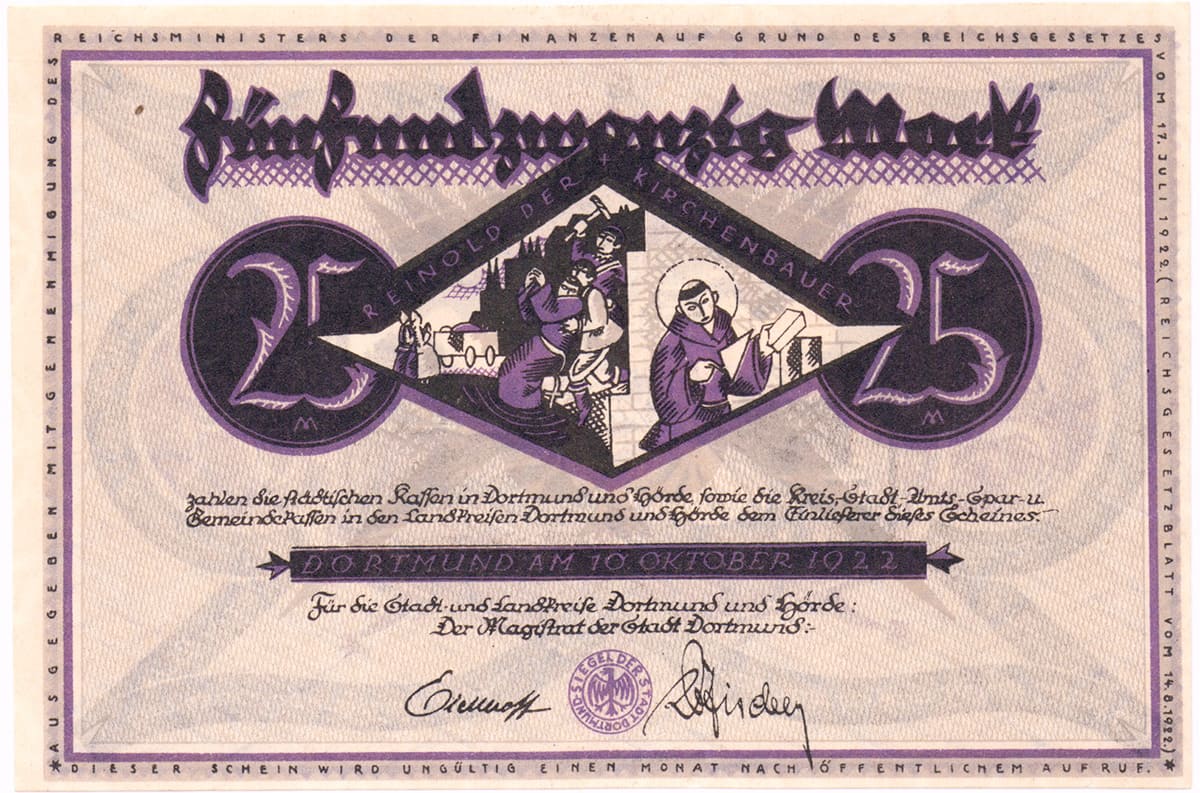 AUSGEGEBEN MIT GENEHMIGUNG DES
REICHSMINISTERS DER FINANZEN AUF GRUND DES REICHSGESETZES
VOM 17. JULI 1922. (REICHSGESETZBLATT VOM 14.8.1922.)
Fünfundzwanzig Mark
REINOLD DER + KIRCHENBAUER
25
M
25
M
zahlen die städtischen Kassen in Dortmund und Hörde, sowie die Kreis-, Stadt-Amts-Spar- u.
Gemeindekassen in den Landkreisen Dortmund und Hörde dem Einlieferer dieses Scheines.
DORTMUND AM 10. OKTOBER 1922
Für die Stadt- und Landkreise Dortmund und Hörde:
Der Magistrat der Stadt Dortmund:-
Eichhoff
SIEGEL DER STADT DORTMUND
* DIESER SCHEIN WIRD UNGÜLTIG EINEN MONAT NACH ÖFFENTLICHEM AUFRUF. *